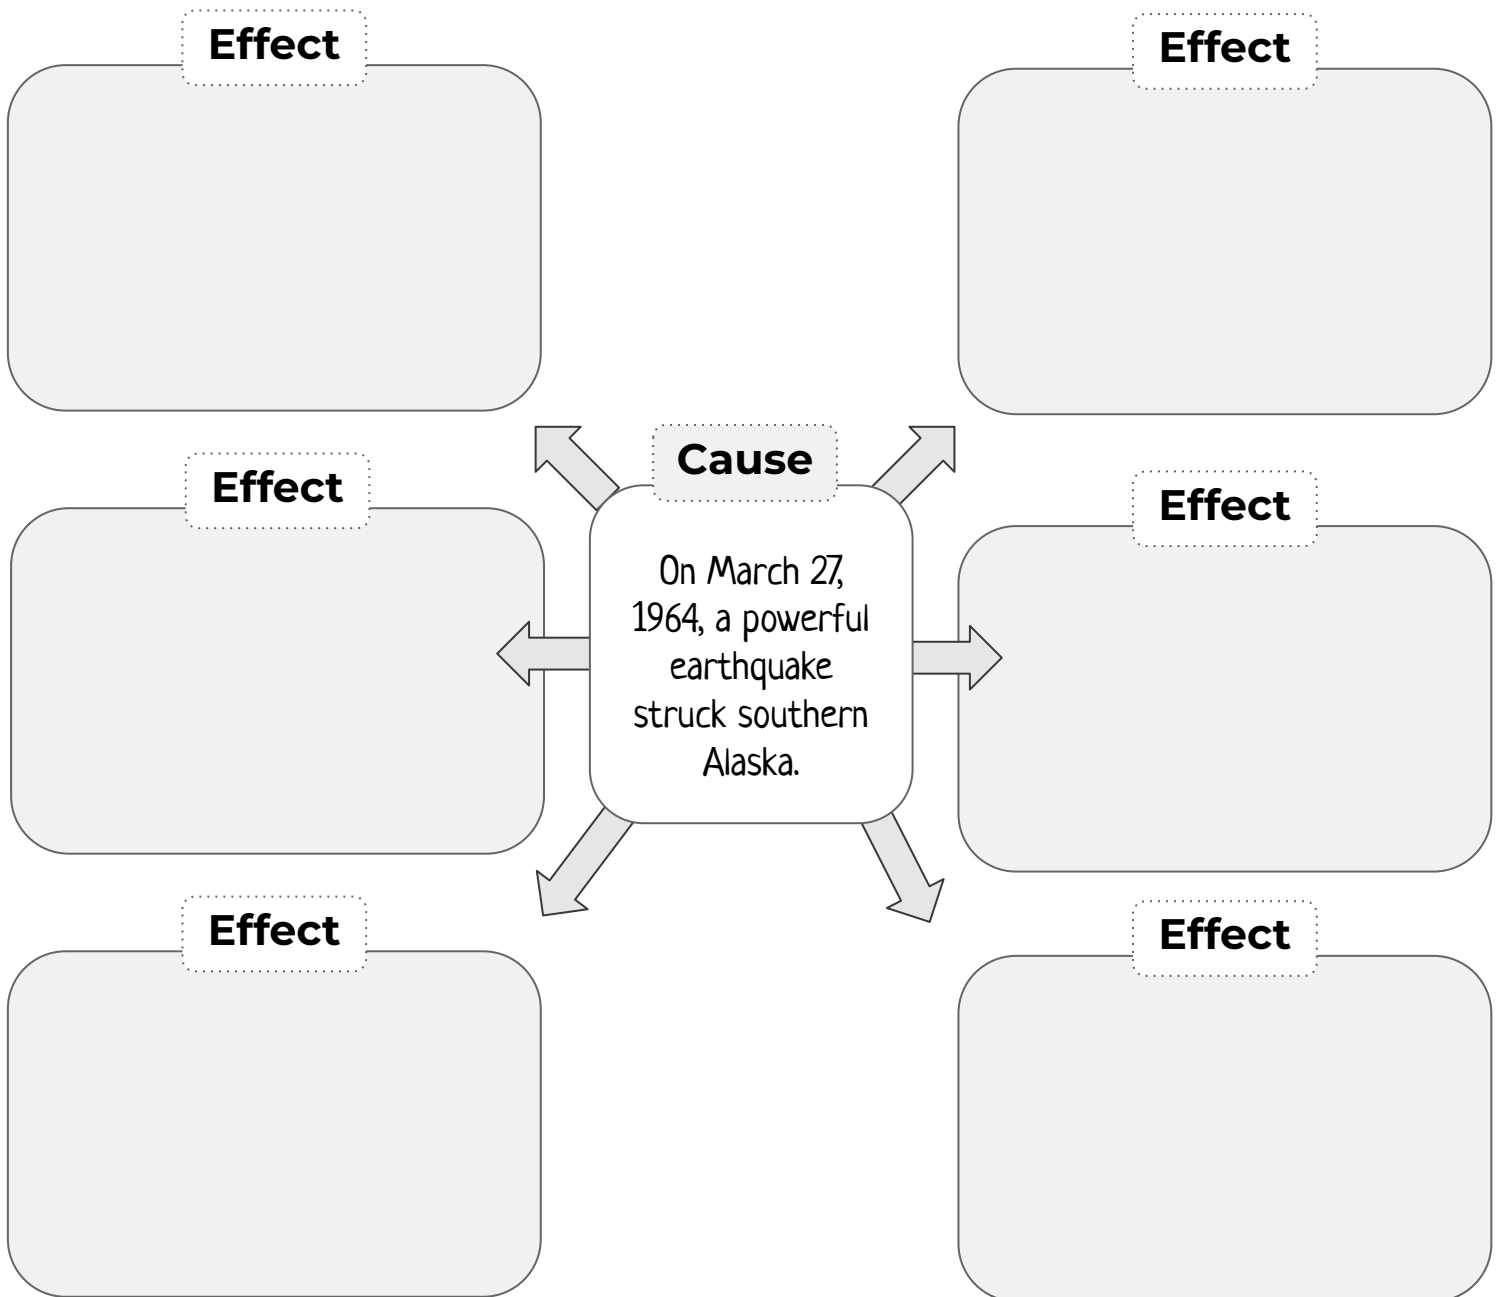 Effect
Effect
Cause
On March 27,
1964, a powerful
earthquake
struck southern
Alaska.
Effect
Effect
Effect
Effect